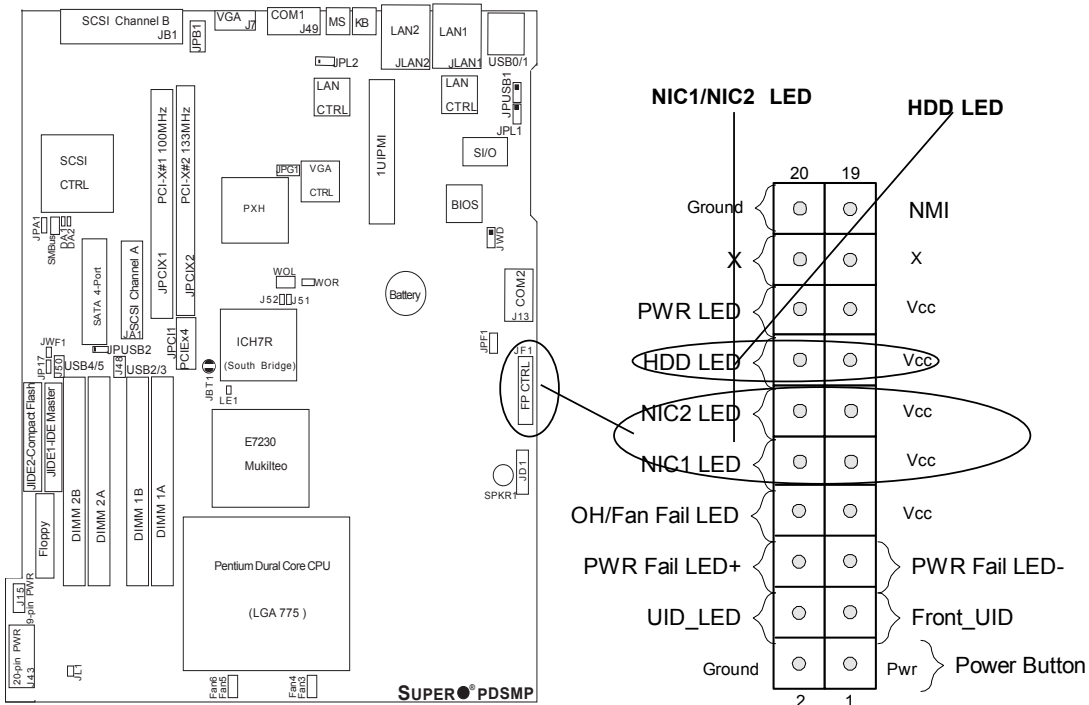 SCSI Channel B
JB1
JPB1
VGA
J7
COM1
J49
MS
KB
LAN2
JLAN2
LAN1
JLAN1
USB0/1
JPL2
LAN
CTRL
LAN
CTRL
JPUSB1
JPL1
SI/O
1UIPMI
PCI-X#1 100MHz
JPCIX1
PCI-X#2 133MHz
JPCIX2
SCSI
CTRL
JPG1
VGA
CTRL
PXH
BIOS
JWD
JPA1
SMBus
DA1
DA2
SATA 4-Port
SCSI Channel A
JA1
WOL
WOR
J52
J51
Battery
COM2
J13
JPF1
JF1
FP CTRL
JPCI1
PCIEx4
ICH7R
(South Bridge)
JBT1
LE1
JWF1
JP17
J50
JPUSB2
USB4/5
J48
USB2/3
JIDE2-Compact Flash
JIDE1-IDE Master
E7230
Mukilteo
SPKR1
JD1
Floppy
DIMM 2B
DIMM 2A
DIMM 1B
DIMM 1A
Pentium Dural Core CPU
(LGA 775 )
J15
9-pin PWR
20-pin PWR
J43
JL1
Fan6
Fan5
Fan4
Fan3
SUPER ® PDSMP
NIC1/NIC2 LED
HDD LED
20 19
Ground NMI
X X
PWR LED Vcc
HDD LED Vcc
NIC2 LED Vcc
NIC1 LED Vcc
OH/Fan Fail LED Vcc
PWR Fail LED+ PWR Fail LED-
UID_LED Front_UID
Ground Pwr Power Button
2 1